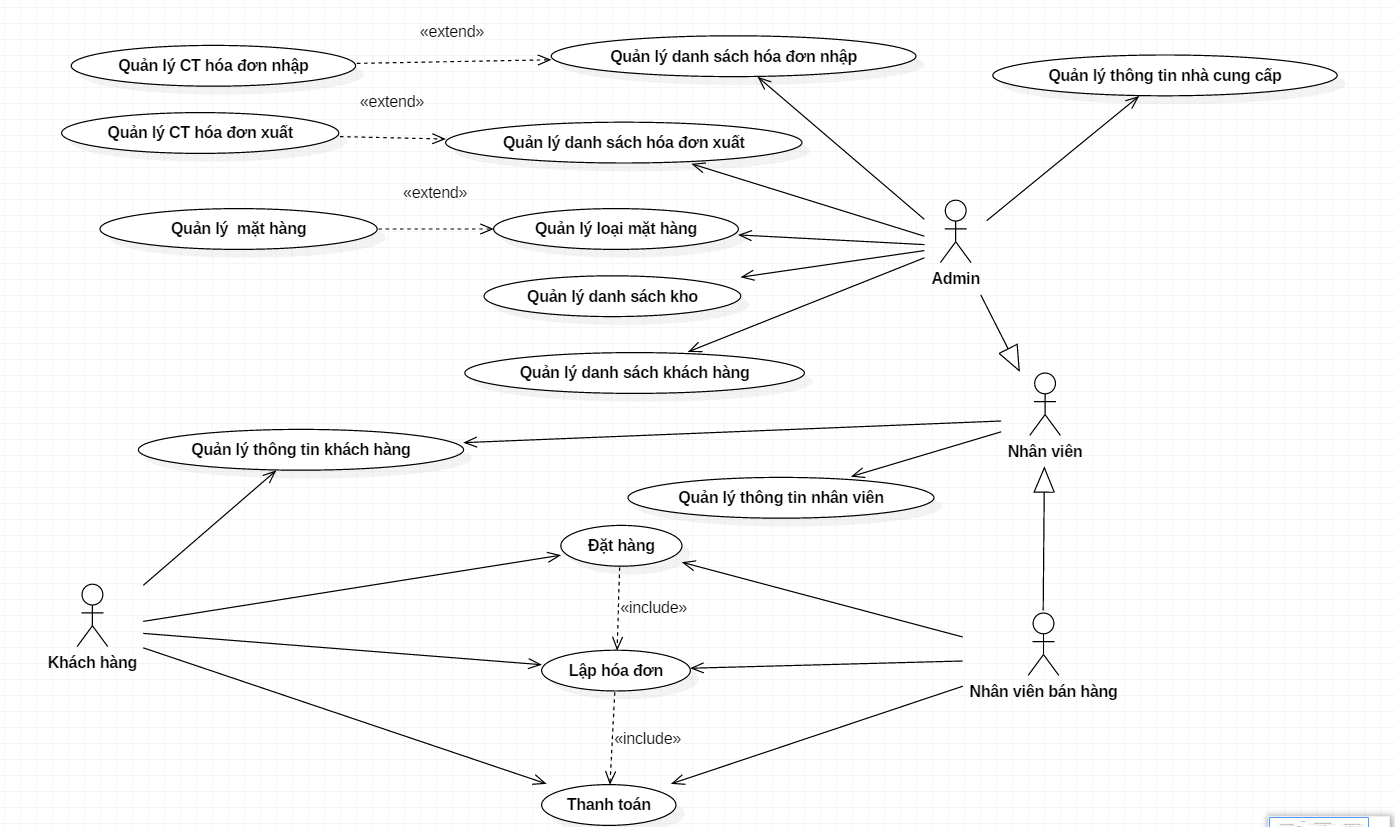 «extend»
Quản lý CT hóa đơn nhập
Quản lý danh sách hóa đơn nhập
Quản lý thông tin nhà cung cấp
«extend»
Quản lý CT hóa đơn xuất
Quản lý danh sách hóa đơn xuất
«extend»
Quản lý  mặt hàng
Quản lý loại mặt hàng
Admin
Quản lý danh sách kho
Quản lý danh sách khách hàng
Quản lý thông tin khách hàng
Nhân viên
Quản lý thông tin nhân viên
Đặt hàng
«include»
Khách hàng
Lập hóa đơn
Nhân viên bán hàng
«include»
Thanh toán